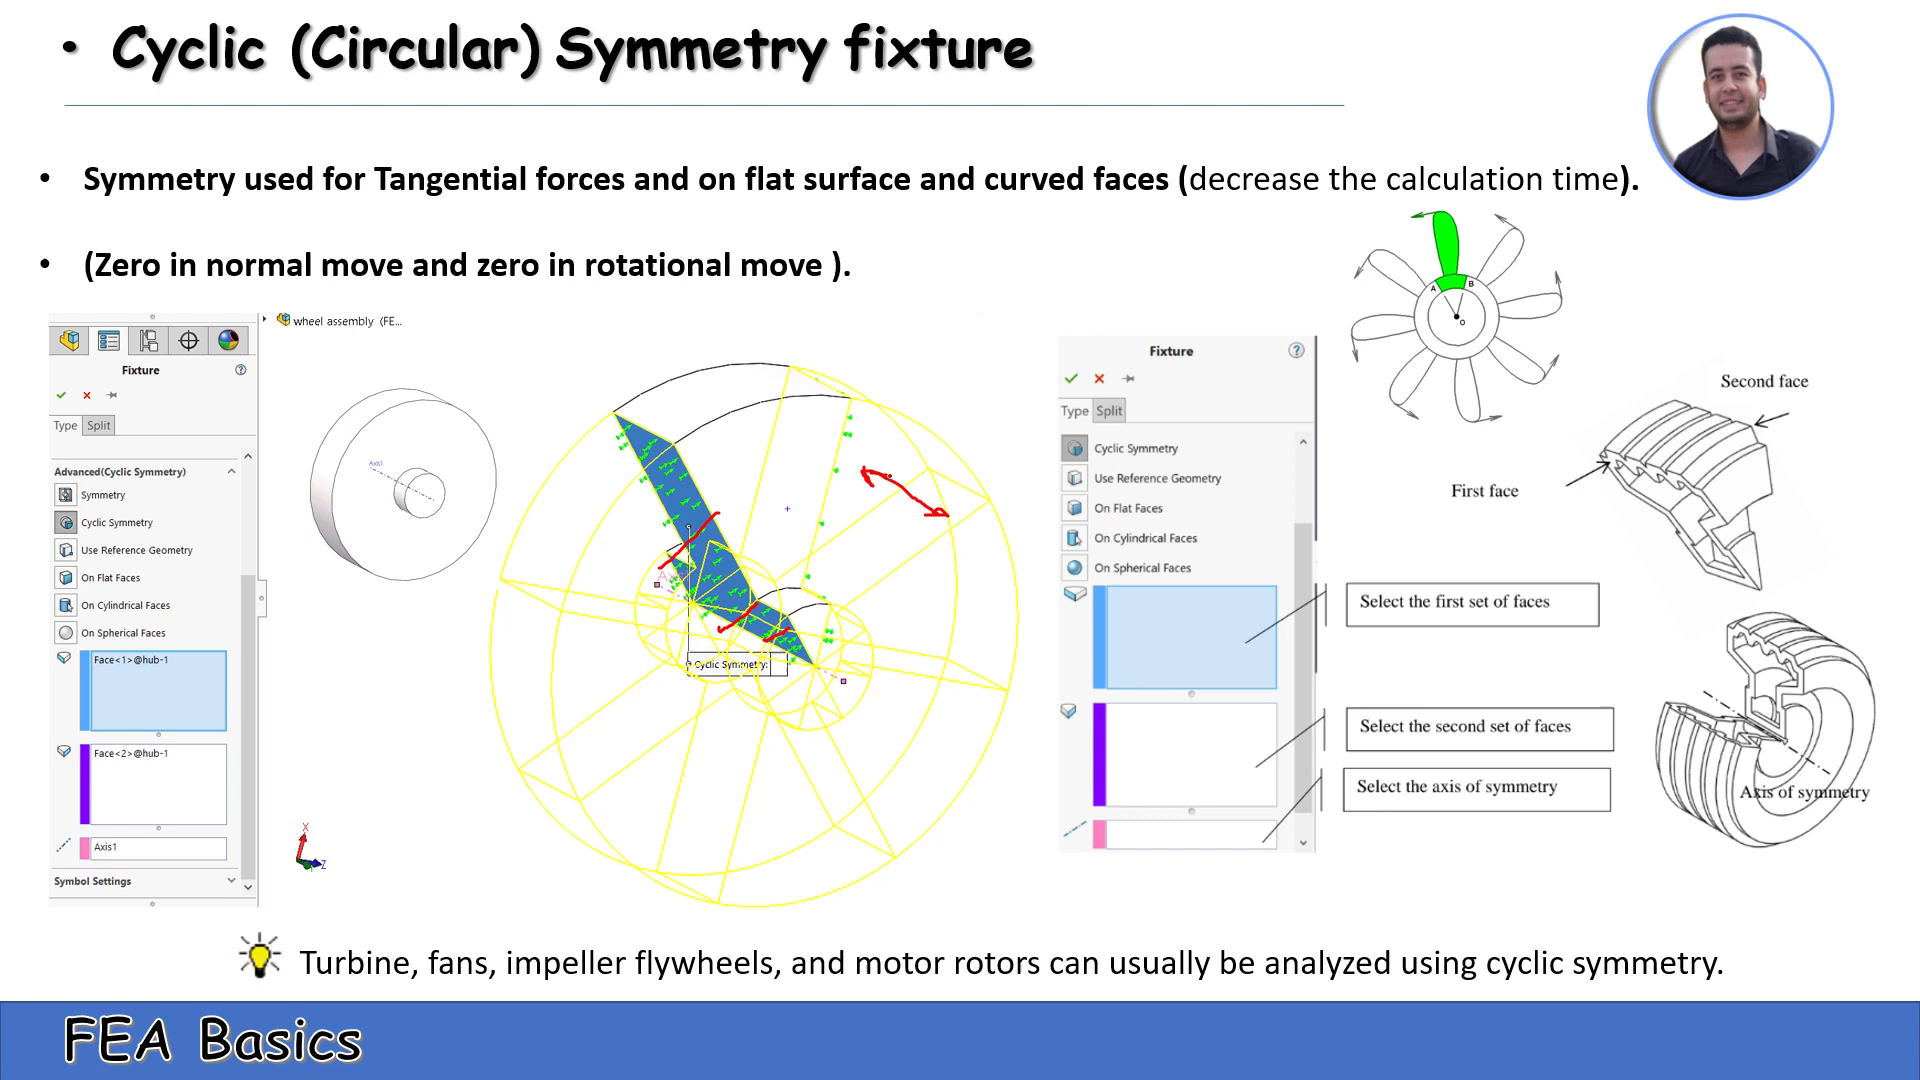 • Cyclic (Circular) Symmetry fixture
• Symmetry used for Tangential forces and on flat surface and curved faces (decrease the calculation time).
• (Zero in normal move and zero in rotational move ).
wheel assembly (FE...
Fixture
Type Split
Advanced(Cyclic Symmetry)
Symmetry
Cyclic Symmetry
Use Reference Geometry
On Flat Faces
On Cylindrical Faces
On Spherical Faces
Face<1>@hub-1
Face<2>@hub-1
Axis1
Symbol Settings
Axis1
X
Z
Cyclic Symmetry:
Fixture
Type Split
Cyclic Symmetry
Use Reference Geometry
On Flat Faces
On Cylindrical Faces
On Spherical Faces
Select the first set of faces
Select the second set of faces
Select the axis of symmetry
A B
O
Second face
First face
Axis of symmetry
Turbine, fans, impeller flywheels, and motor rotors can usually be analyzed using cyclic symmetry.
FEA Basics